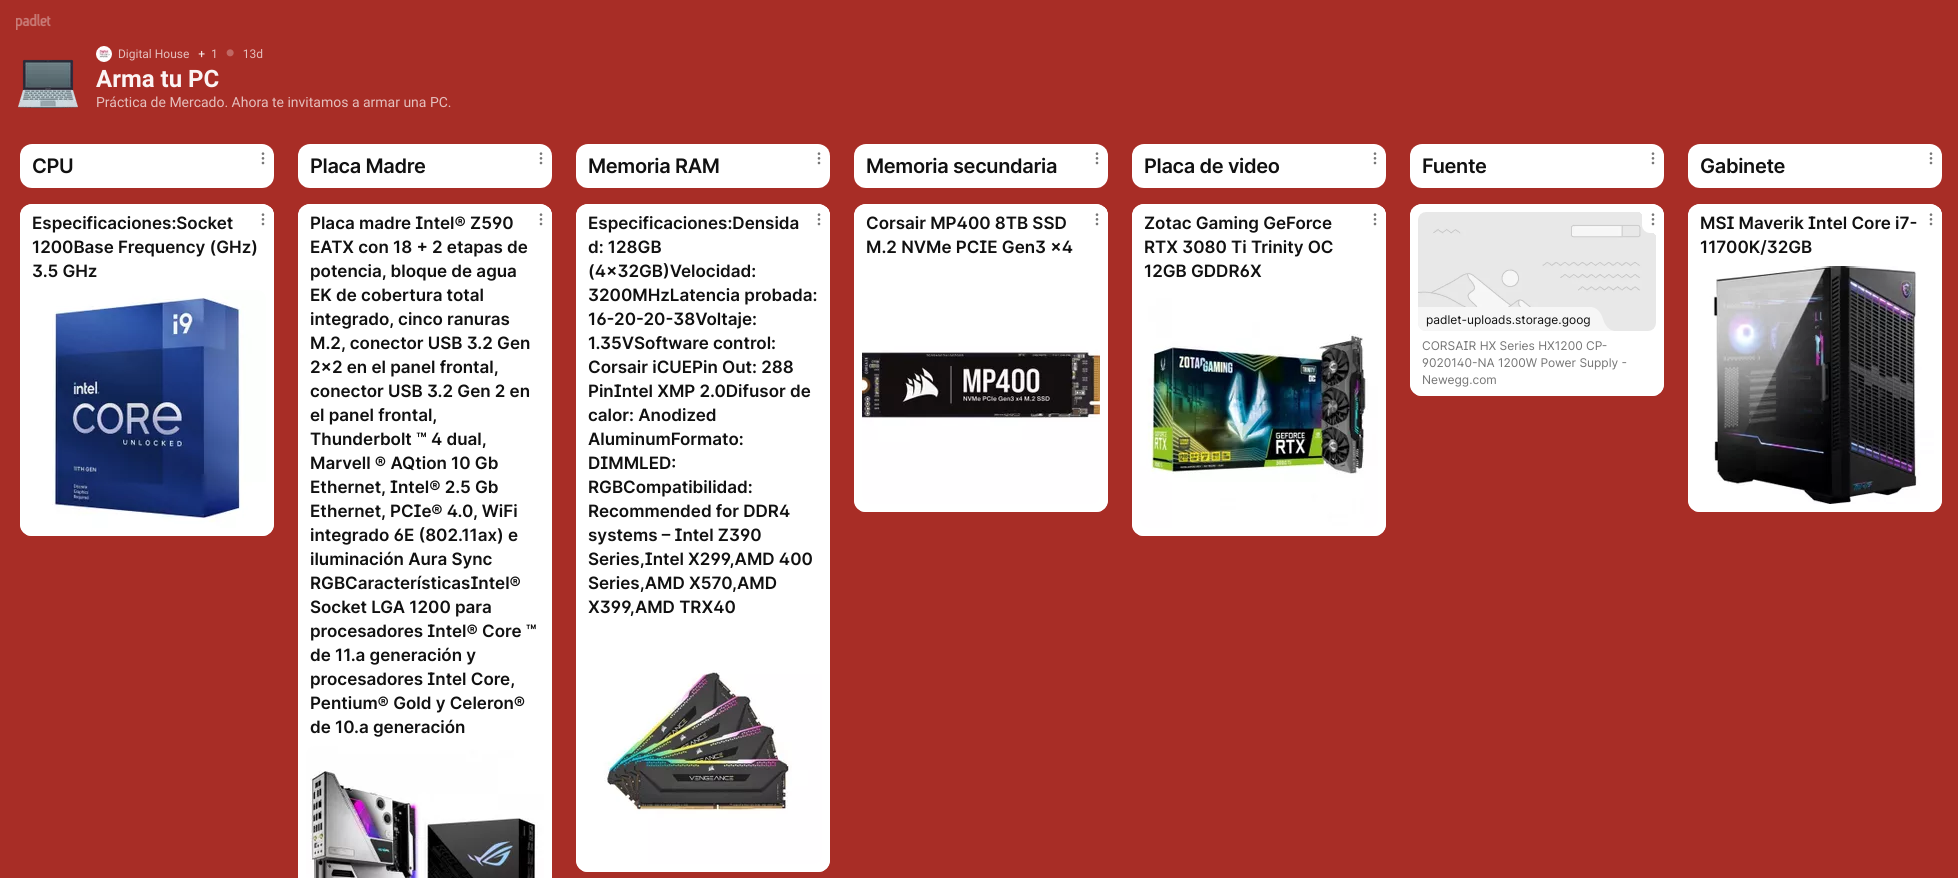 padlet
Digital House + 1 13d
Arma tu PC
Práctica de Mercado. Ahora te invitamos a armar una PC.
CPU
Especificaciones:Socket
1200Base Frequency (GHz)
3.5 GHz
i9
intel.
CORE
UNLOCKED
11TH GEN
Discrete
Graphics
Required
Placa Madre
Placa madre Intel® Z590
EATX con 18 + 2 etapas de
potencia, bloque de agua
EK de cobertura total
integrado, cinco ranuras
M.2, conector USB 3.2 Gen
2×2 en el panel frontal,
conector USB 3.2 Gen 2 en
el panel frontal,
Thunderbolt ™ 4 dual,
Marvell ® AQtion 10 Gb
Ethernet, Intel® 2.5 Gb
Ethernet, PCIe® 4.0, WiFi
integrado 6E (802.11ax) e
iluminación Aura Sync
RGBCaracterísticasIntel®
Socket LGA 1200 para
procesadores Intel® Core ™
de 11.a generación y
procesadores Intel Core,
Pentium® Gold y Celeron®
de 10.a generación
Memoria RAM
Especificaciones:Densida
d: 128GB
(4×32GB)Velocidad:
3200MHzLatencia probada:
16-20-20-38Voltaje:
1.35VSoftware control:
Corsair iCUEPin Out: 288
PinIntel XMP 2.0Difusor de
calor: Anodized
AluminumFormato:
DIMMLED:
RGBCompatibilidad:
Recommended for DDR4
systems – Intel Z390
Series,Intel X299,AMD 400
Series,AMD X570,AMD
X399,AMD TRX40
VENGEANCE
Memoria secundaria
Corsair MP400 8TB SSD
M.2 NVMe PCIE Gen3 ×4
MP400
NVMe PCIe Gen3 x4 M.2 SSD
Placa de video
Zotac Gaming GeForce
RTX 3080 Ti Trinity OC
12GB GDDR6X
ZOTAC GAMING
TRINITY
OC
GEFORCE
RTX
Fuente
padlet-uploads.storage.goog
CORSAIR HX Series HX1200 CP-
9020140-NA 1200W Power Supply -
Newegg.com
Gabinete
MSI Maverik Intel Core i7-
11700K/32GB